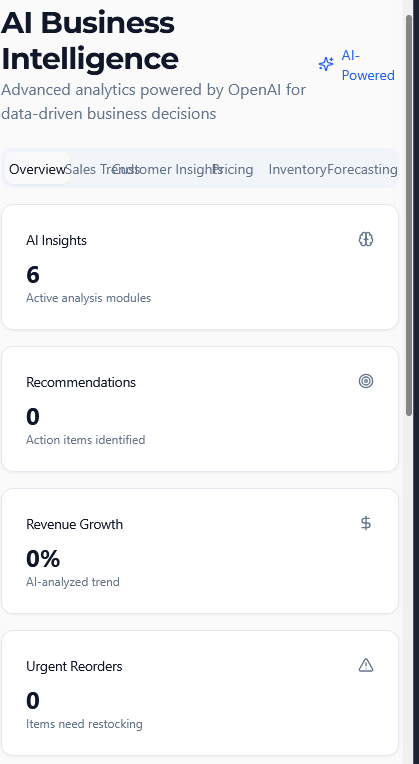 AI Business
Intelligence
AI-
Powered
Advanced analytics powered by OpenAI for
data-driven business decisions
Overview Sales Trends Customer Insights Pricing Inventory Forecasting
AI Insights
6
Active analysis modules
Recommendations
0
Action items identified
Revenue Growth
0%
AI-analyzed trend
Urgent Reorders
0
Items need restocking